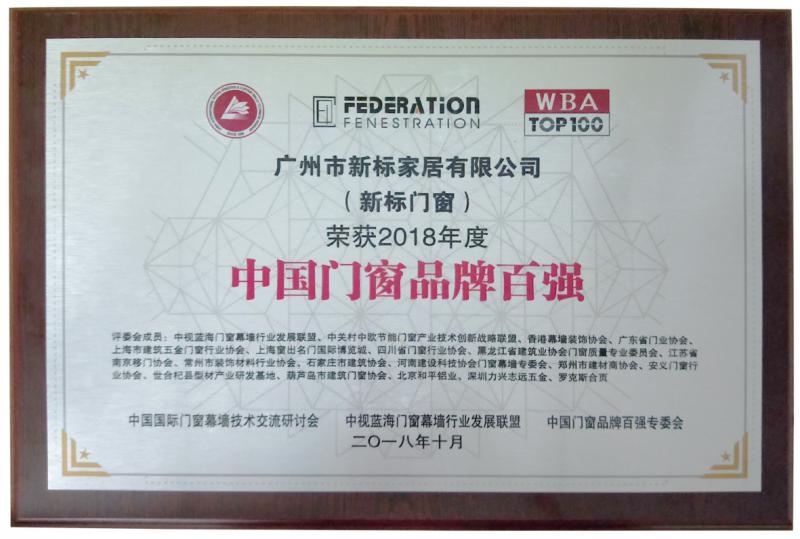 FEDERATION
FENESTRATION
WBA
TOP100
广州市新标家居有限公司
（新标门窗）
荣获2018年度
中国门窗品牌百强
评委会成员：中视蓝海门窗幕墙行业发展联盟、中关村中欧节能门窗产业技术创新战略联盟、香港幕墙装饰协会、广东省门业协会、
上海市建筑五金门窗行业协会、上海窗出名门国际博览城、四川省门窗行业协会、黑龙江省建筑业协会门窗质量专业委员会、江苏省
南京移门协会、常州市装饰材料行业协会、石家庄市建筑协会、河南建设科技协会门窗幕墙专委会、郑州市建材商协会、安义门窗行
业协会、世合杞县型材产业研发基地、葫芦岛市建筑门窗协会、北京和平铝业、深圳力兴志远五金、罗克斯合页
中国国际门窗幕墙技术交流研讨会 中视蓝海门窗幕墙行业发展联盟 中国门窗品牌百强专委会
二〇一八年十月